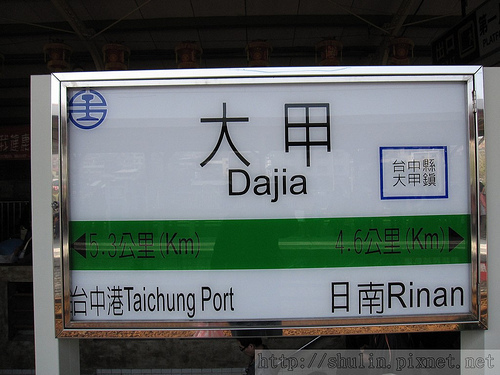 大甲
Dajia
台中縣
大甲鎮
5.3公里(Km)
4.6公里(Km)
台中港Taichung Port
日南Rinan
http://shulin.pixnet.net